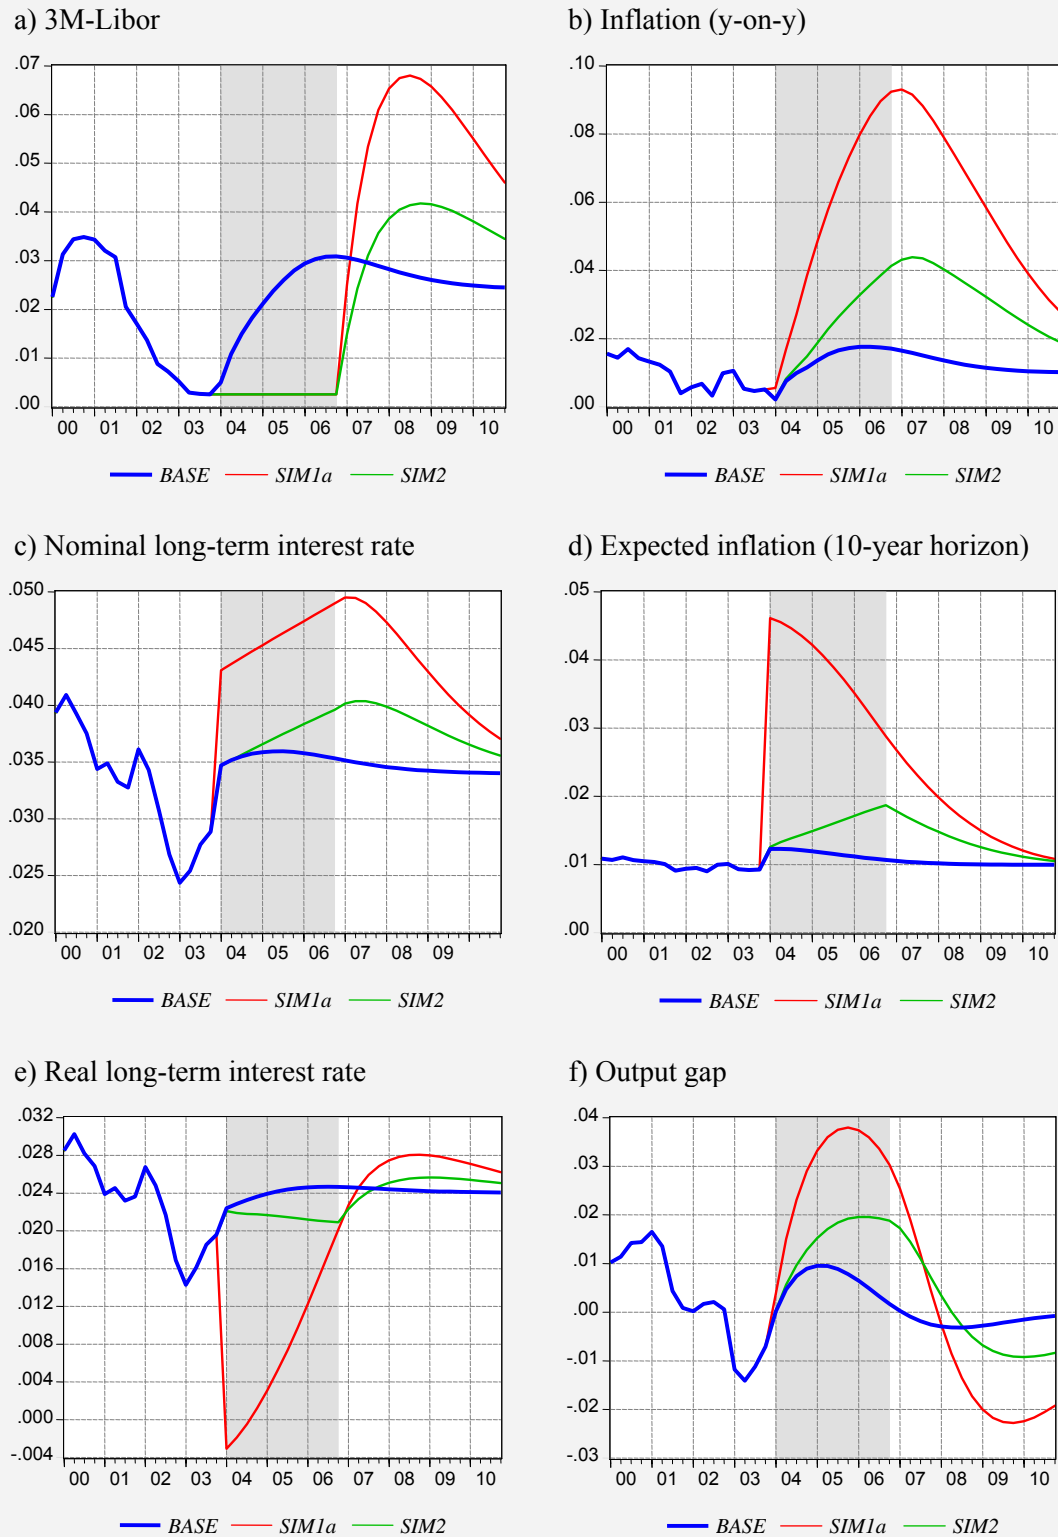 a) 3M-Libor
.07
.06
.05
.04
.03
.02
.01
.00
00 01 02 03 04 05 06 07 08 09 10
BASE SIM1a SIM2
b) Inflation (y-on-y)
.10
.08
.06
.04
.02
.00
00 01 02 03 04 05 06 07 08 09 10
BASE SIM1a SIM2
c) Nominal long-term interest rate
.050
.045
.040
.035
.030
.025
.020
00 01 02 03 04 05 06 07 08 09
BASE SIM1a SIM2
d) Expected inflation (10-year horizon)
.05
.04
.03
.02
.01
.00
00 01 02 03 04 05 06 07 08 09 10
BASE SIM1a SIM2
e) Real long-term interest rate
.032
.028
.024
.020
.016
.012
.008
.004
.000
-.004
00 01 02 03 04 05 06 07 08 09 10
BASE SIM1a SIM2
f) Output gap
.04
.03
.02
.01
.00
-.01
-.02
-.03
00 01 02 03 04 05 06 07 08 09 10
BASE SIM1a SIM2